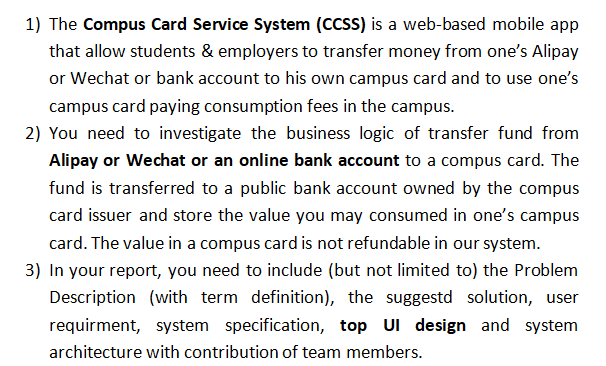 1) The Compus Card Service System (CCSS) is a web-based mobile app
that allow students & employers to transfer money from one's Alipay
or Wechat or bank account to his own campus card and to use one's
campus card paying consumption fees in the campus.
2) You need to investigate the business logic of transfer fund from
Alipay or Wechat or an online bank account to a compus card. The
fund is transferred to a public bank account owned by the compus
card issuer and store the value you may consumed in one's campus
card. The value in a compus card is not refundable in our system.
3) In your report, you need to include (but not limited to) the Problem
Description (with term definition), the suggestd solution, user
requirment, system specification, top UI design and system
architecture with contribution of team members.